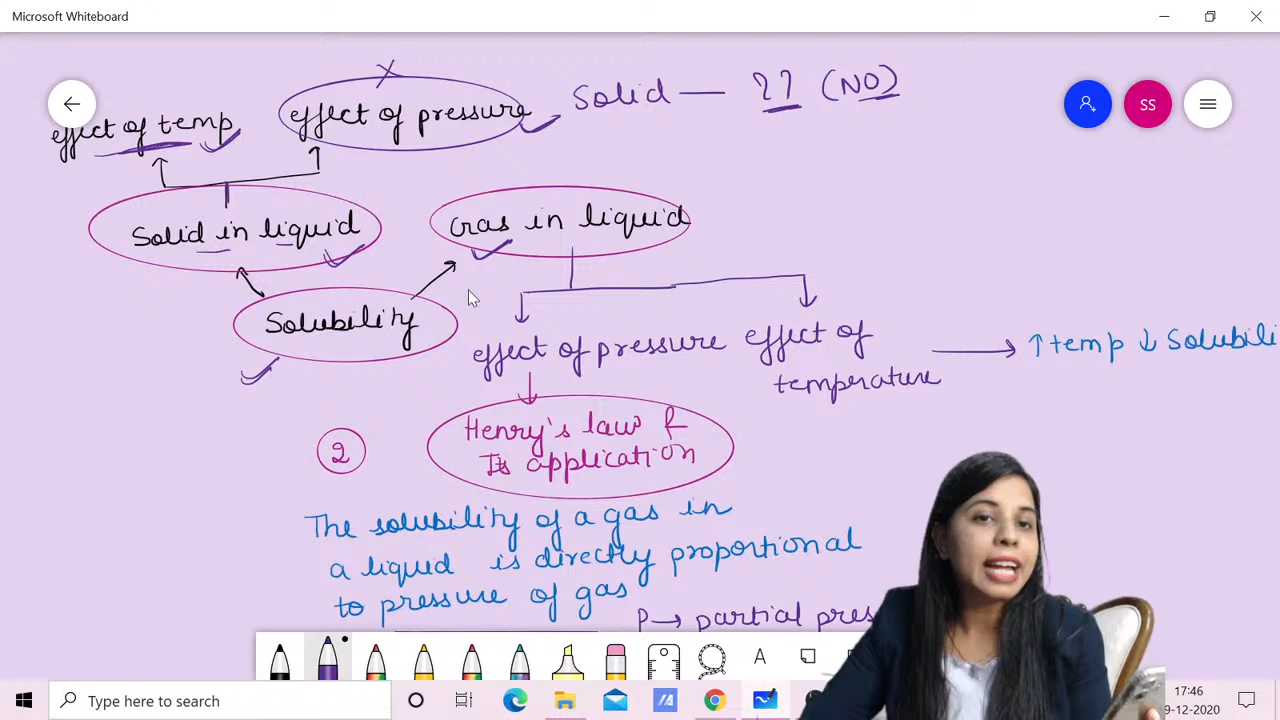 Microsoft Whiteboard
effect of temp
effect of pressure
Solid — ?? (NO)
SS
Solid in liquid
Gas in liquid
Solubility
effect of pressure
effect of
temperature
↑ temp ↓ Solubili
2
Henry's law &
Its application
The solubility of a gas in
a liquid is directly proportional
to pressure of gas
P → partial pres
A
Type here to search
17:46
9-12-2020